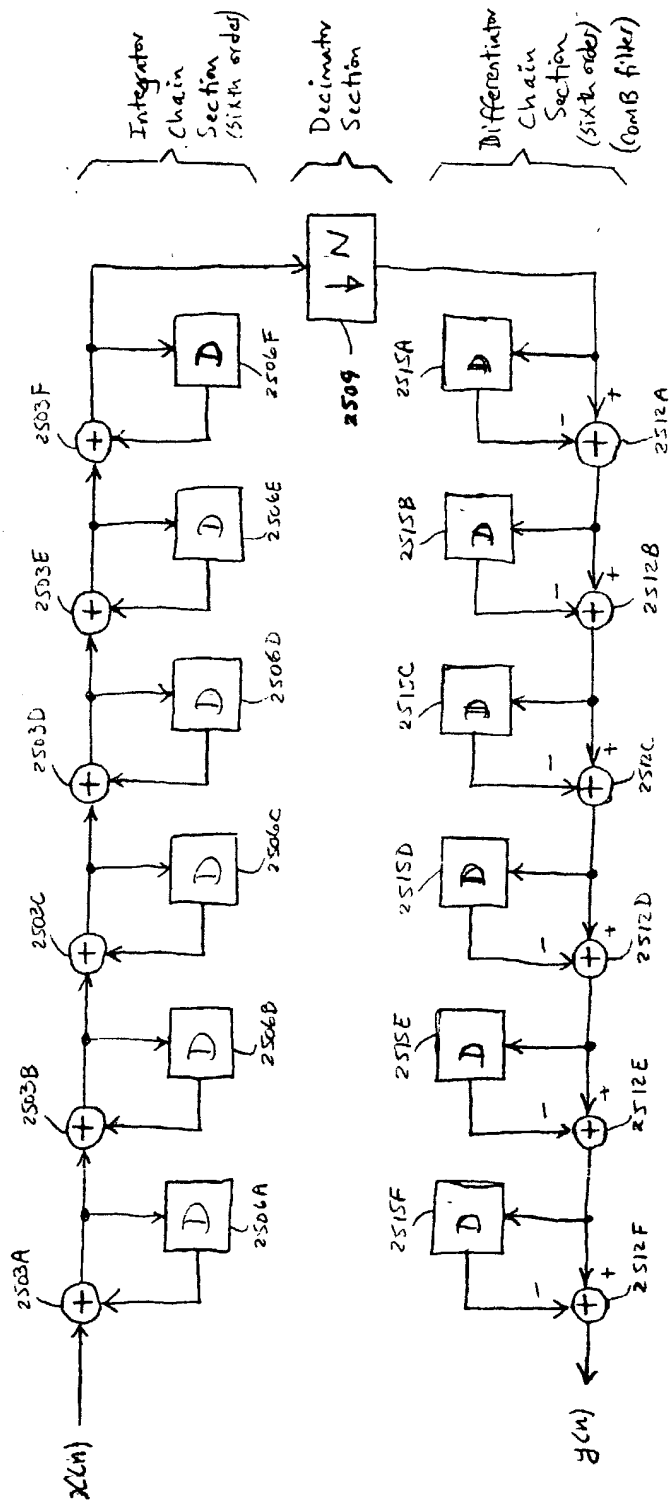 x(n)
2503A
2503B
2503C
2503D
2503E
2503F
+
+
+
+
+
+
D
D
D
D
D
D
2506A
2506B
2506C
2506D
2506E
2506F
Integrator
Chain
Section
(sixth order)
↓ N
2509
Decimator
Section
2515F
2515E
2515D
2515C
2515B
2515A
D
D
D
D
D
D
-
-
-
-
-
-
+
+
+
+
+
+
+
+
+
+
+
+
2512F
2512E
2512D
2512C
2512B
2512A
y(n)
Differentiator
Chain
Section
(sixth order)
(COMB filter)